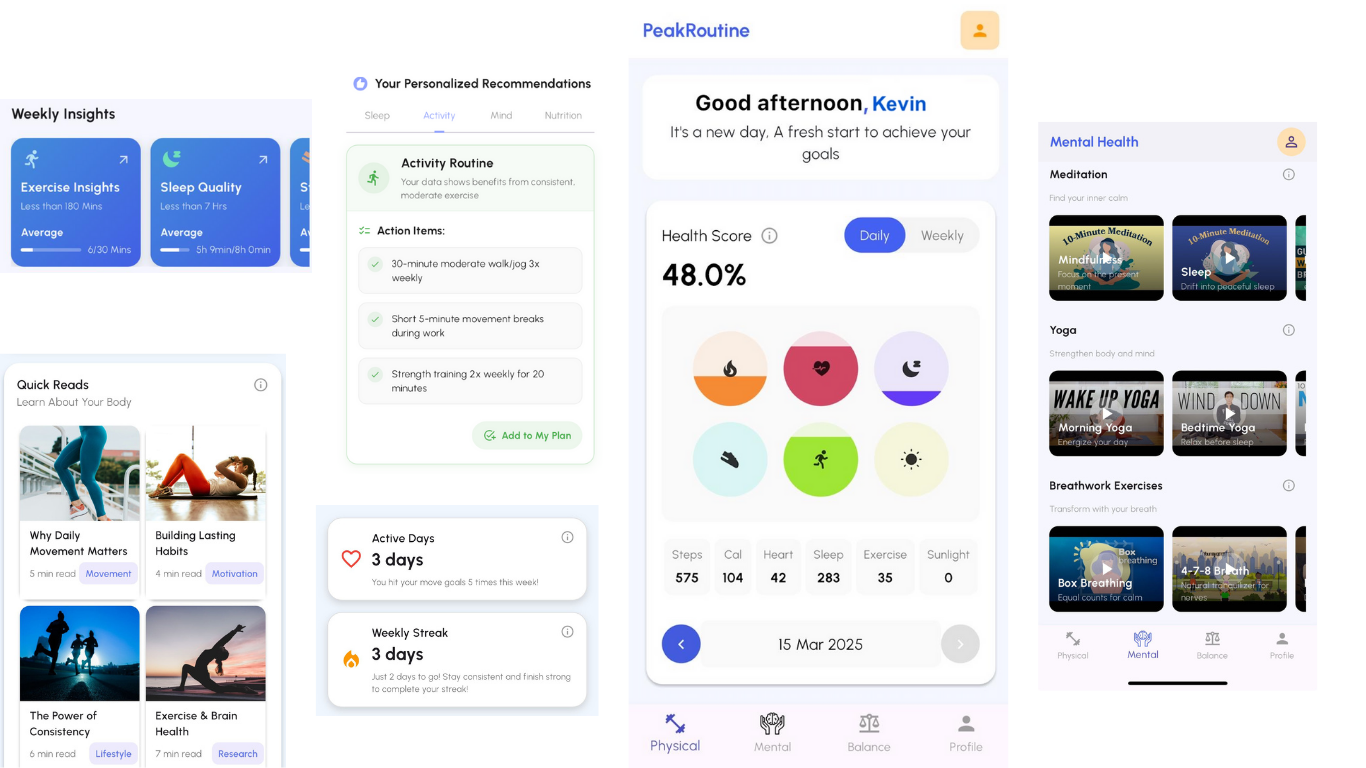 Weekly Insights
Exercise Insights
Less than 180 Mins
Average
6/30 Mins
Sleep Quality
Less than 7 Hrs
Average
5h 9min/8h 0min
Quick Reads
Learn About Your Body
Why Daily
Movement Matters
5 min read
Movement
Building Lasting
Habits
4 min read
Motivation
The Power of
Consistency
6 min read
Lifestyle
Exercise & Brain
Health
7 min read
Research
Your Personalized Recommendations
Sleep
Activity
Mind
Nutrition
Activity Routine
Your data shows benefits from consistent,
moderate exercise
Action Items:
30-minute moderate walk/jog 3x
weekly
Short 5-minute movement breaks
during work
Strength training 2x weekly for 20
minutes
Add to My Plan
Active Days
3 days
You hit your move goals 5 times this week!
Weekly Streak
3 days
Just 2 days to go! Stay consistent and finish strong
to complete your streak!
PeakRoutine
Good afternoon, Kevin
It's a new day, A fresh start to achieve your
goals
Health Score
Daily
Weekly
48.0%
Steps
575
Cal
104
Heart
42
Sleep
283
Exercise
35
Sunlight
0
15 Mar 2025
Physical
Mental
Balance
Profile
Mental Health
Meditation
Find your inner calm
10-Minute Meditation
Mindfulness
Focus on the present
moment
10-Minute Meditation
Sleep
Drift into peaceful sleep
Yoga
Strengthen body and mind
WAKE UP YOGA
Morning Yoga
Energize your day
WIND DOWN
Bedtime Yoga
Relax before sleep
Breathwork Exercises
Transform with your breath
Box
breathing
Box Breathing
Equal counts for calm
4-7-8 Breath
Natural tranquilizer for
nerves
Physical
Mental
Balance
Profile